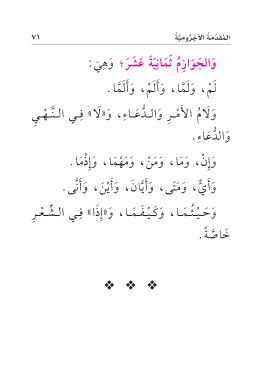 المُقَدِّمَةُ الآجُرُّومِيَّةُ ٧١
وَالجَوَازِمُ ثَمَانِيَةَ عَشَرَ؛ وَهِيَ:
لَمْ، وَلَمَّا، وَأَلَمْ، وَأَلَمَّا.
وَلَامُ الأَمْرِ وَالدُّعَاءِ، وَ«لَا» فِي النَّهْيِ
وَالدُّعَاءِ.
وَإِنْ، وَمَا، وَمَنْ، وَمَهْمَا، وَإِذْمَا.
وَأَيٌّ، وَمَتَى، وَأَيَّانَ، وَأَيْنَ، وَأَنَّى.
وَحَيْثُمَا، وَكَيْفَمَا، وَ«إِذَا» فِي الشِّعْرِ
خَاصَّةً.